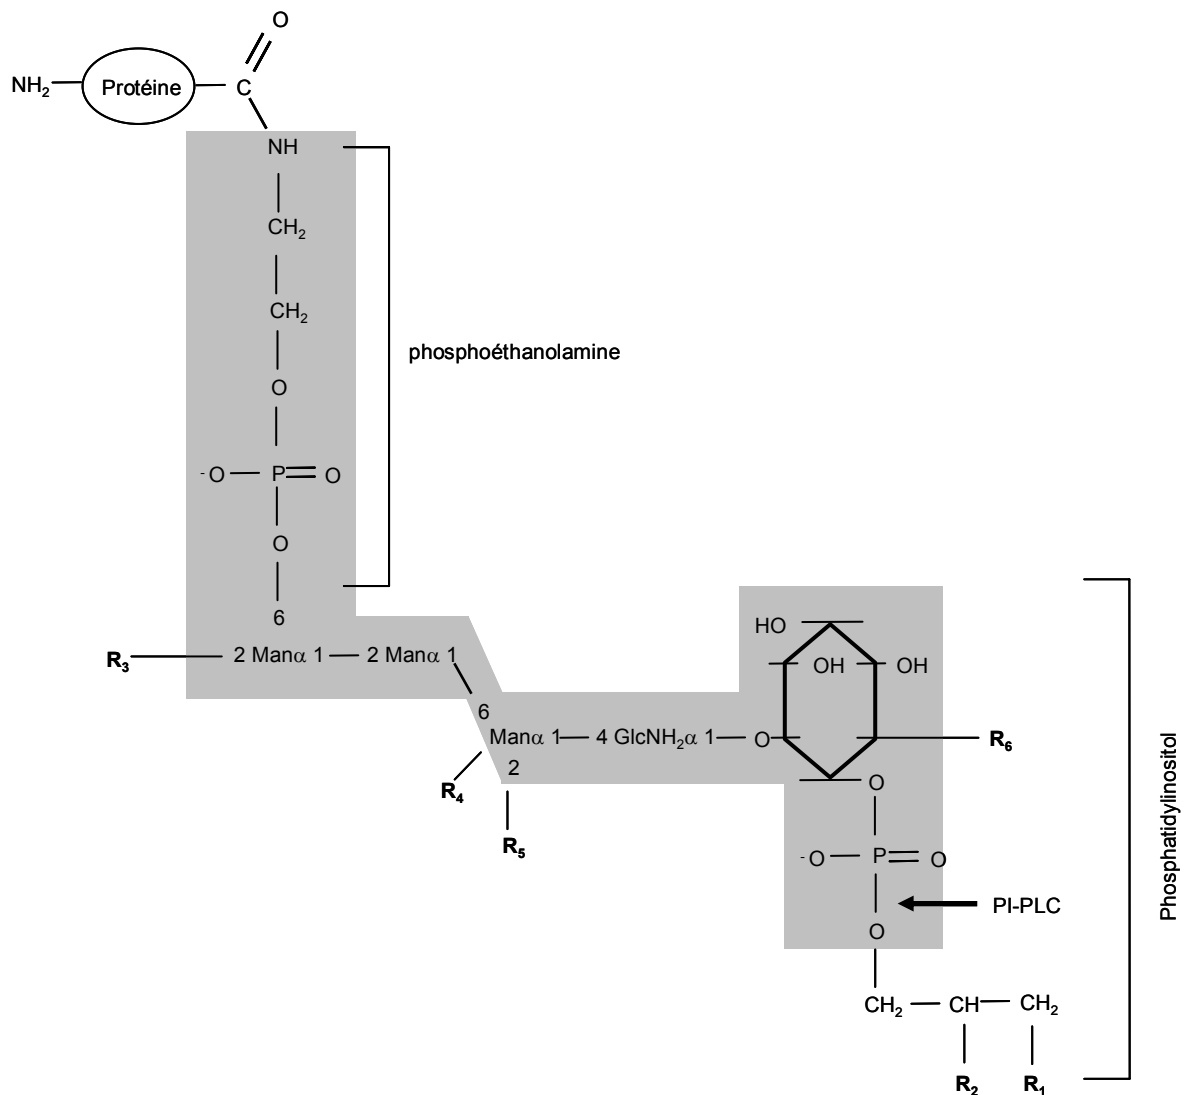 O
NH₂ Protéine C
NH
CH₂
CH₂
phosphoéthanolamine
O
⁻O P O
O
6
R₃ 2 Manα 1 2 Manα 1
6
Manα 1 4 GlcNH₂α 1 O
2
R₄
R₅
HO
OH OH
R₆
O
⁻O P O
PI-PLC
O
CH₂ CH CH₂
R₂ R₁
Phosphatidylinositol